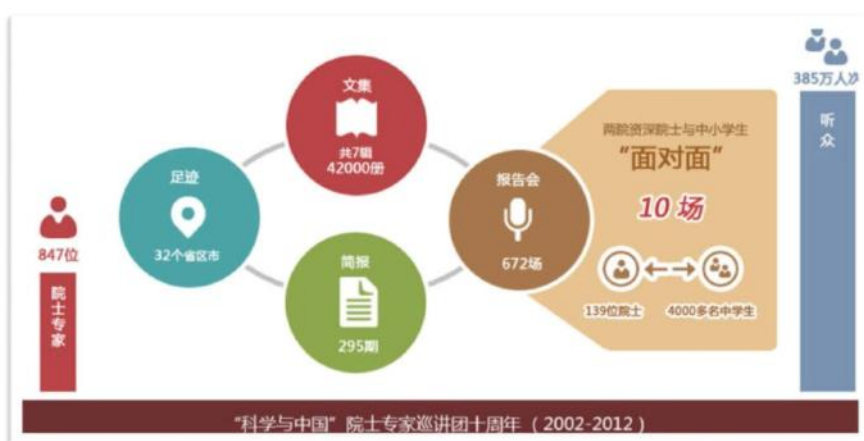 847位
院士专家
足迹
32个省区市
文集
共7辑
42000册
简报
295期
报告会
672场
两院资深院士与中小学生
“面对面”
10 场
139位院士
4000多名中学生
385万人次
听众
“科学与中国”院士专家巡讲团十周年（2002-2012）